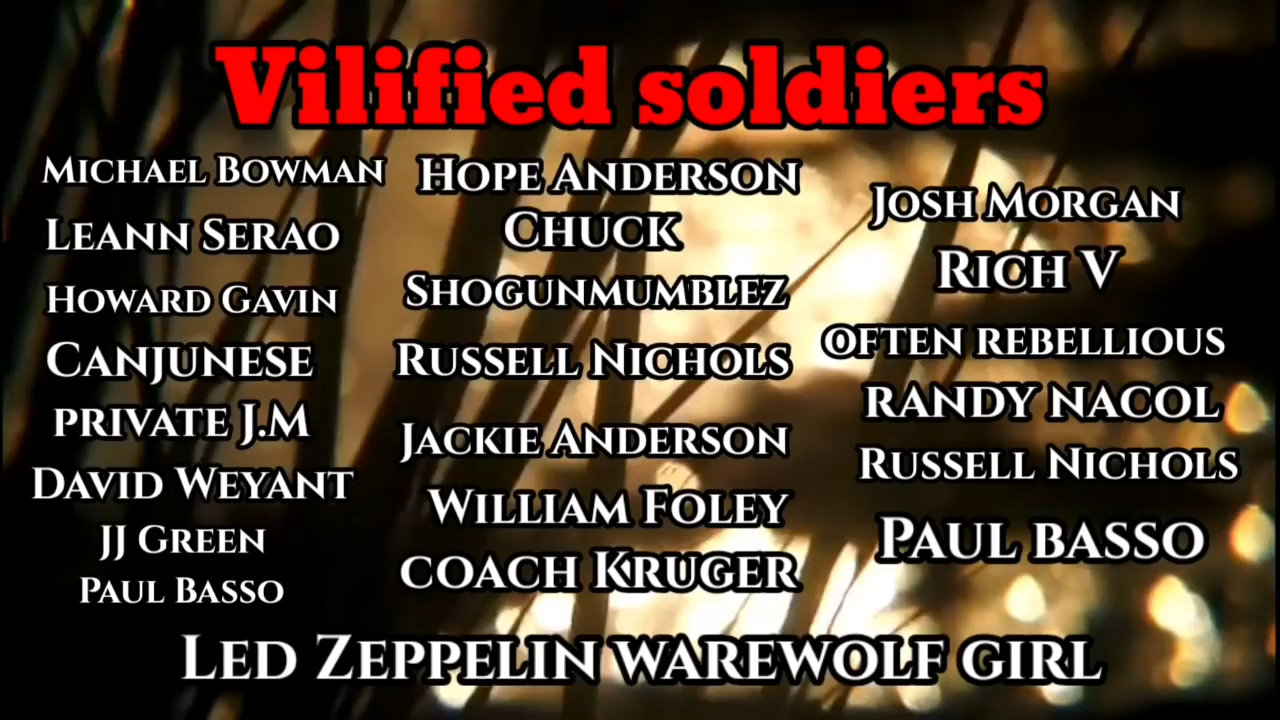 Vilified soldiers
Michael Bowman
Leann Serao
Howard Gavin
Canjunese
private J.M
David Weyant
JJ Green
Paul Basso
Hope Anderson
Chuck
Shogunmumblez
Russell Nichols
Jackie Anderson
William Foley
coach Kruger
Josh Morgan
Rich V
often rebellious
randy nacol
Russell Nichols
Paul basso
Led Zeppelin warewolf girl